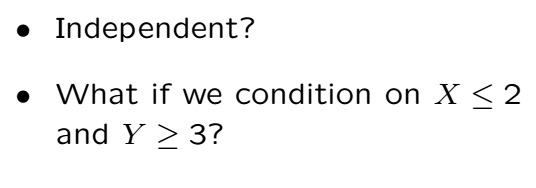 • Independent?
• What if we condition on X ≤ 2
and Y ≥ 3?